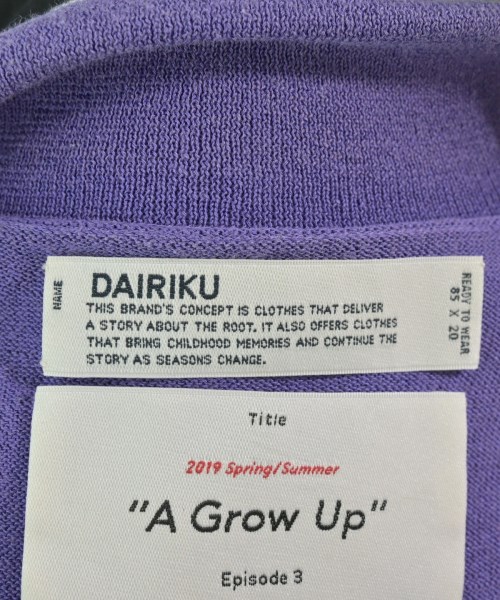 NAME
DAIRIKU
THIS BRAND'S CONCEPT IS CLOTHES THAT DELIVER
A STORY ABOUT THE ROOT. IT ALSO OFFERS CLOTHES
THAT BRING CHILDHOOD MEMORIES AND CONTINUE THE
STORY AS SEASONS CHANGE.
READY TO WEAR
85 X 20
Title
2019 Spring/Summer
"A Grow Up"
Episode 3